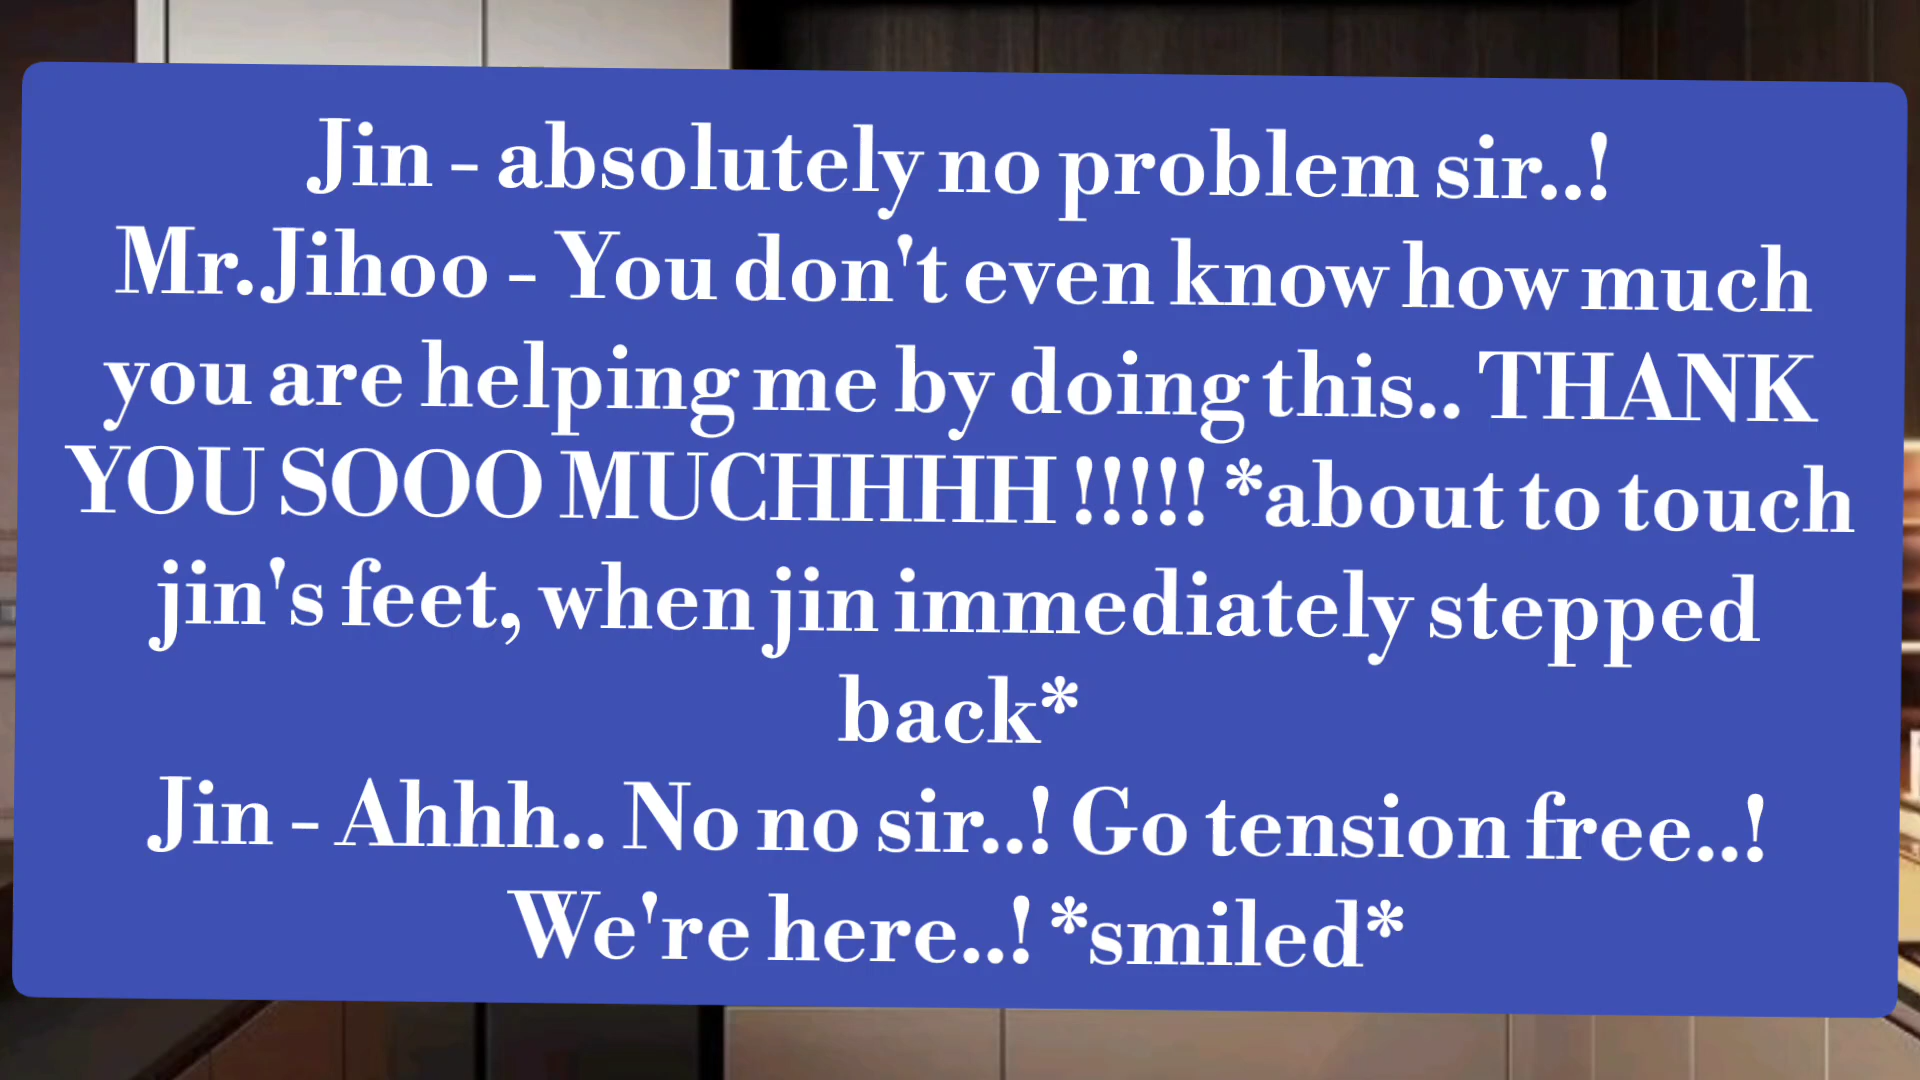 Jin - absolutely no problem sir..!
Mr.Jihoo - You don't even know how much
you are helping me by doing this.. THANK
YOU SOOO MUCHHHH !!!!! *about to touch
jin's feet, when jin immediately stepped
back*
Jin - Ahhh.. No no sir..! Go tension free..!
We're here..! *smiled*